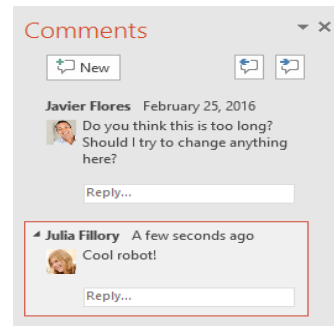 Comments
New
Javier Flores February 25, 2016
Do you think this is too long?
Should I try to change anything
here?
Reply...
Julia Fillory A few seconds ago
Cool robot!
Reply...